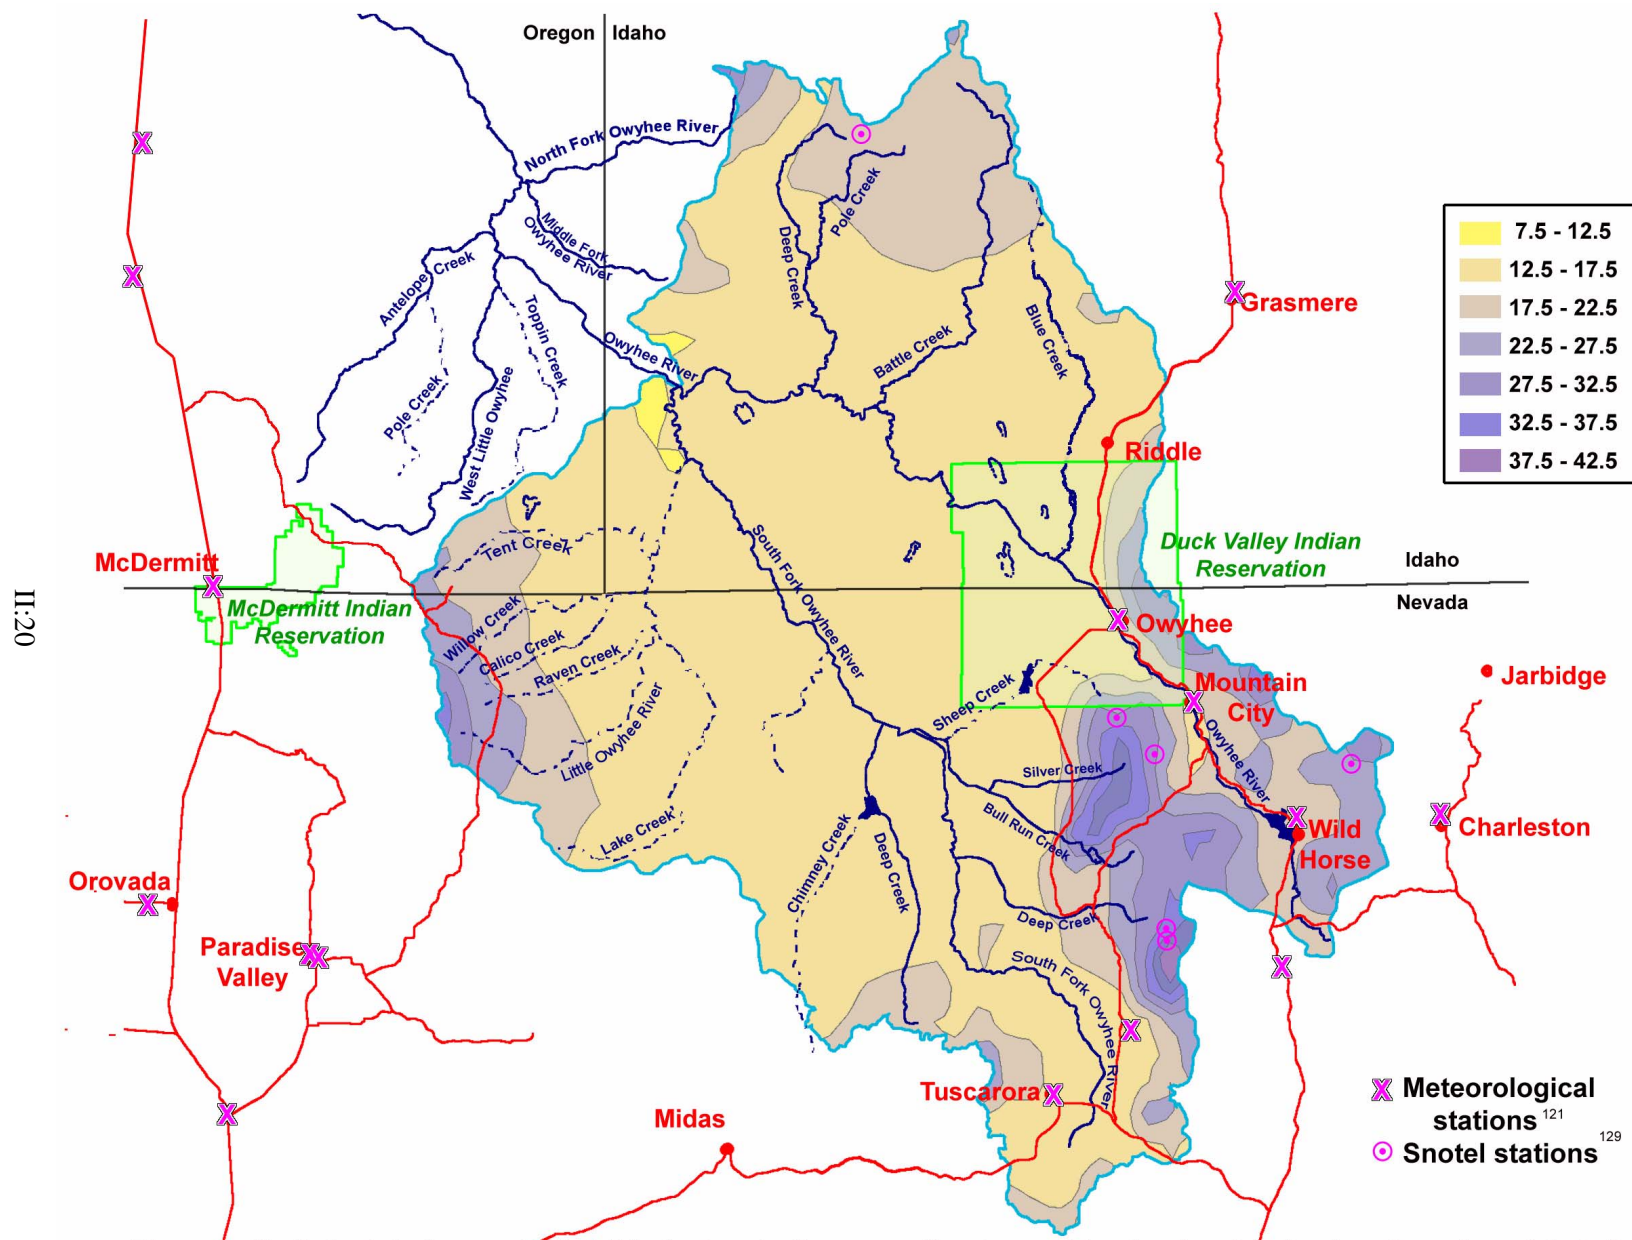 Oregon
Idaho
North Fork Owyhee River
Middle Fork
Owyhee River
Antelope Creek
Toppin Creek
Pole Creek
West Little Owyhee
Owyhee River
Deep Creek
Pole Creek
Battle Creek
Blue Creek
Grasmere
7.5 - 12.5
12.5 - 17.5
17.5 - 22.5
22.5 - 27.5
27.5 - 32.5
32.5 - 37.5
37.5 - 42.5
Riddle
Duck Valley Indian
Reservation
Idaho
Nevada
McDermitt
McDermitt Indian
Reservation
II:20
Tent Creek
Willow Creek
Calico Creek
Raven Creek
Little Owyhee River
Lake Creek
South Fork Owyhee River
Owyhee
Mountain
City
Jarbidge
Sheep Creek
Silver Creek
Bull Run Creek
Owyhee River
Wild
Horse
Charleston
Chimney Creek
Deep Creek
Deep Creek
South Fork Owyhee River
Orovada
Paradise
Valley
Tuscarora
Midas
Meteorological
stations 121
Snotel stations 129